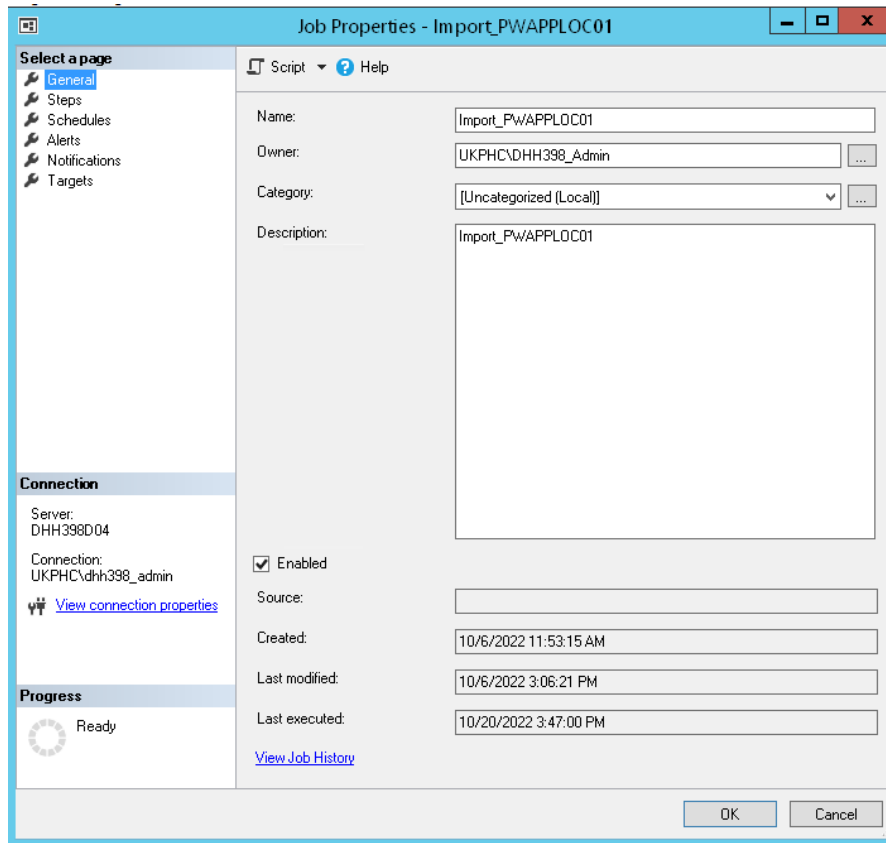 Job Properties - Import_PWAPPLOC01
Select a page
General
Steps
Schedules
Alerts
Notifications
Targets
Script
Help
Name:
Import_PWAPPLOC01
Owner:
UKPHC\DHH398_Admin
...
Category:
[Uncategorized (Local)]
...
Description:
Import_PWAPPLOC01
Connection
Server:
DHH398D04
Connection:
UKPHC\dhh398_admin
View connection properties
Progress
Ready
Enabled
Source:
Created:
10/6/2022 11:53:15 AM
Last modified:
10/6/2022 3:06:21 PM
Last executed:
10/20/2022 3:47:00 PM
View Job History
OK
Cancel